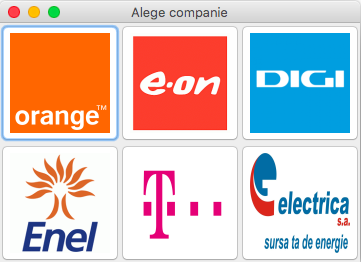 Alege companie
orange™
e·on
DIGI
Enel
T
electrica
s.a.
sursa ta de energie